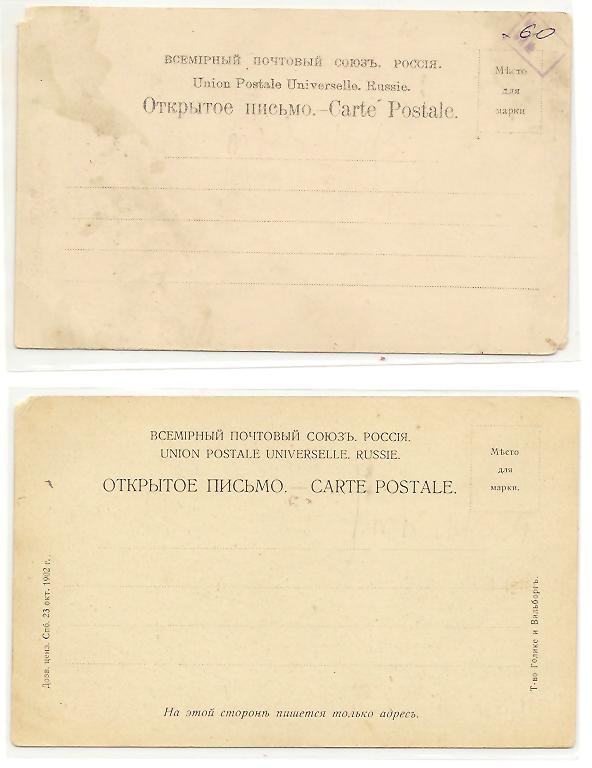 60
ВСЕМІРНЫЙ ПОЧТОВЫЙ СОЮЗЪ. РОССІЯ.
Union Postale Universelle. Russie.
Открытое письмо.—Carte Postale.
Мѣсто
для
марки
ВСЕМІРНЫЙ ПОЧТОВЫЙ СОЮЗЪ. РОССІЯ.
UNION POSTALE UNIVERSELLE. RUSSIE.
ОТКРЫТОЕ ПИСЬМО. — CARTE POSTALE.
Мѣсто
для
марки.
Дозв. ценз. Спб. 23 окт. 1902 г.
Т-во Голике и Вильборгъ.
На этой сторонѣ пишется только адресъ.